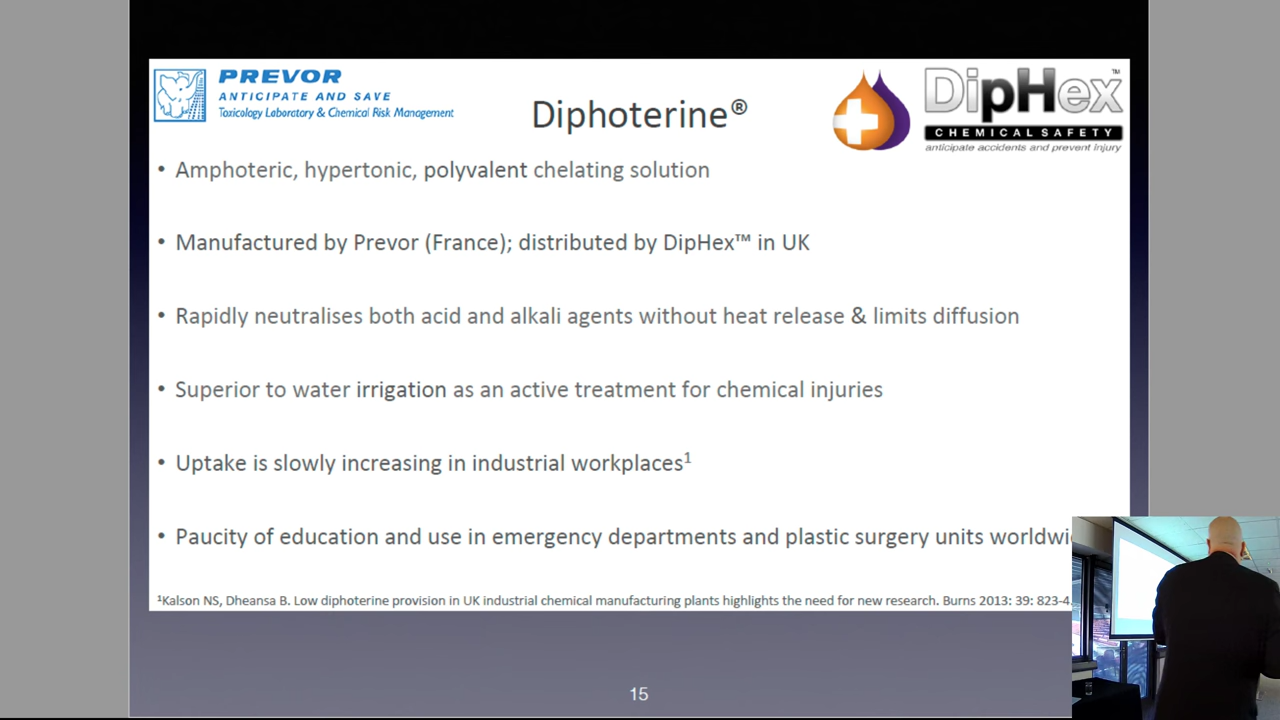 PREVOR
ANTICIPATE AND SAVE
Toxicology Laboratory & Chemical Risk Management
Diphoterine®
DipHex™
CHEMICAL SAFETY
anticipate accidents and prevent injury
• Amphoteric, hypertonic, polyvalent chelating solution
• Manufactured by Prevor (France); distributed by DipHex™ in UK
• Rapidly neutralises both acid and alkali agents without heat release & limits diffusion
• Superior to water irrigation as an active treatment for chemical injuries
• Uptake is slowly increasing in industrial workplaces¹
• Paucity of education and use in emergency departments and plastic surgery units
¹Kalson NS, Dheansa B. Low diphoterine provision in UK industrial chemical manufacturing plants highlights the need for new research. Burns 2013: 39: 823-4
15